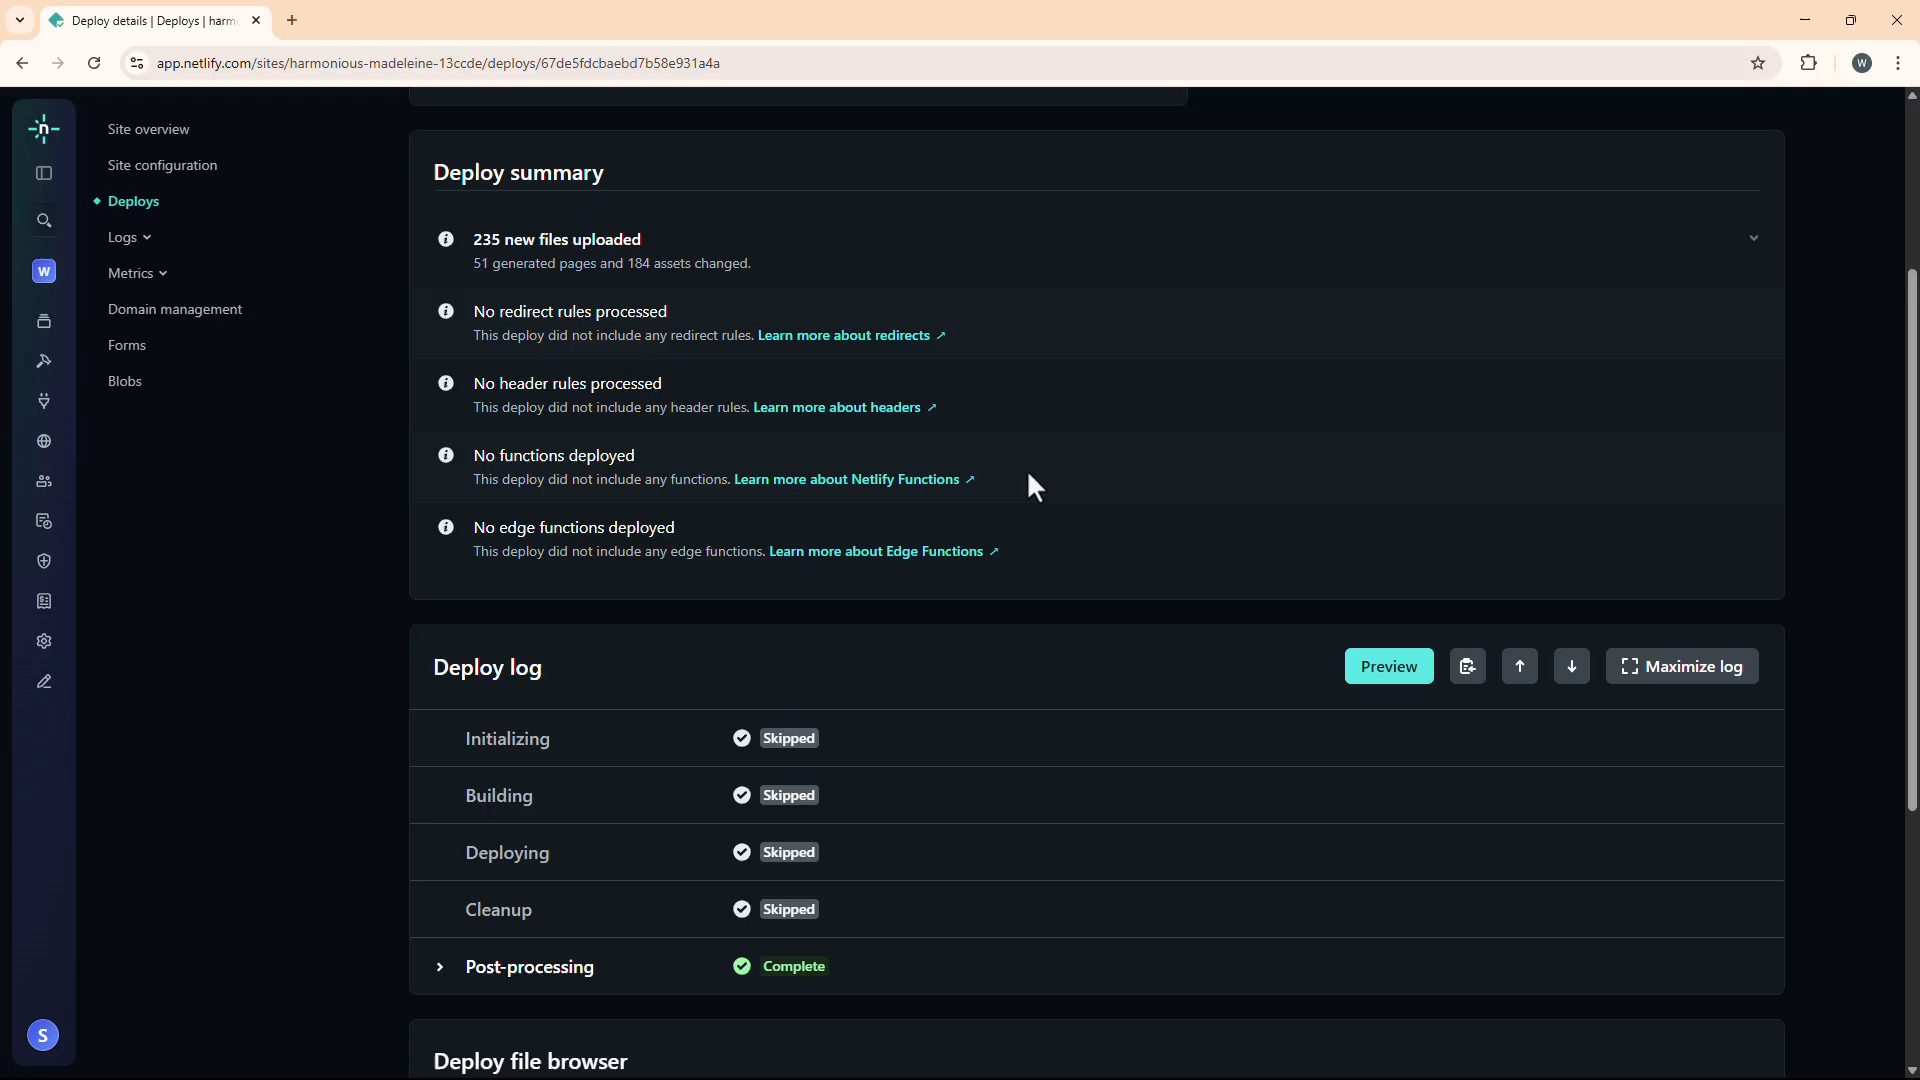 Deploy details | Deploys | harm
app.netlify.com/sites/harmonious-madeleine-13ccde/deploys/67de5fdcbaebd7b58e931a4a
W
n
W
S
Site overview
Site configuration
Deploys
Logs
Metrics
Domain management
Forms
Blobs
Deploy summary
235 new files uploaded
51 generated pages and 184 assets changed.
No redirect rules processed
This deploy did not include any redirect rules. Learn more about redirects ↗
No header rules processed
This deploy did not include any header rules. Learn more about headers ↗
No functions deployed
This deploy did not include any functions. Learn more about Netlify Functions ↗
No edge functions deployed
This deploy did not include any edge functions. Learn more about Edge Functions ↗
Deploy log
Preview
Maximize log
Initializing Skipped
Building Skipped
Deploying Skipped
Cleanup Skipped
Post-processing Complete
Deploy file browser